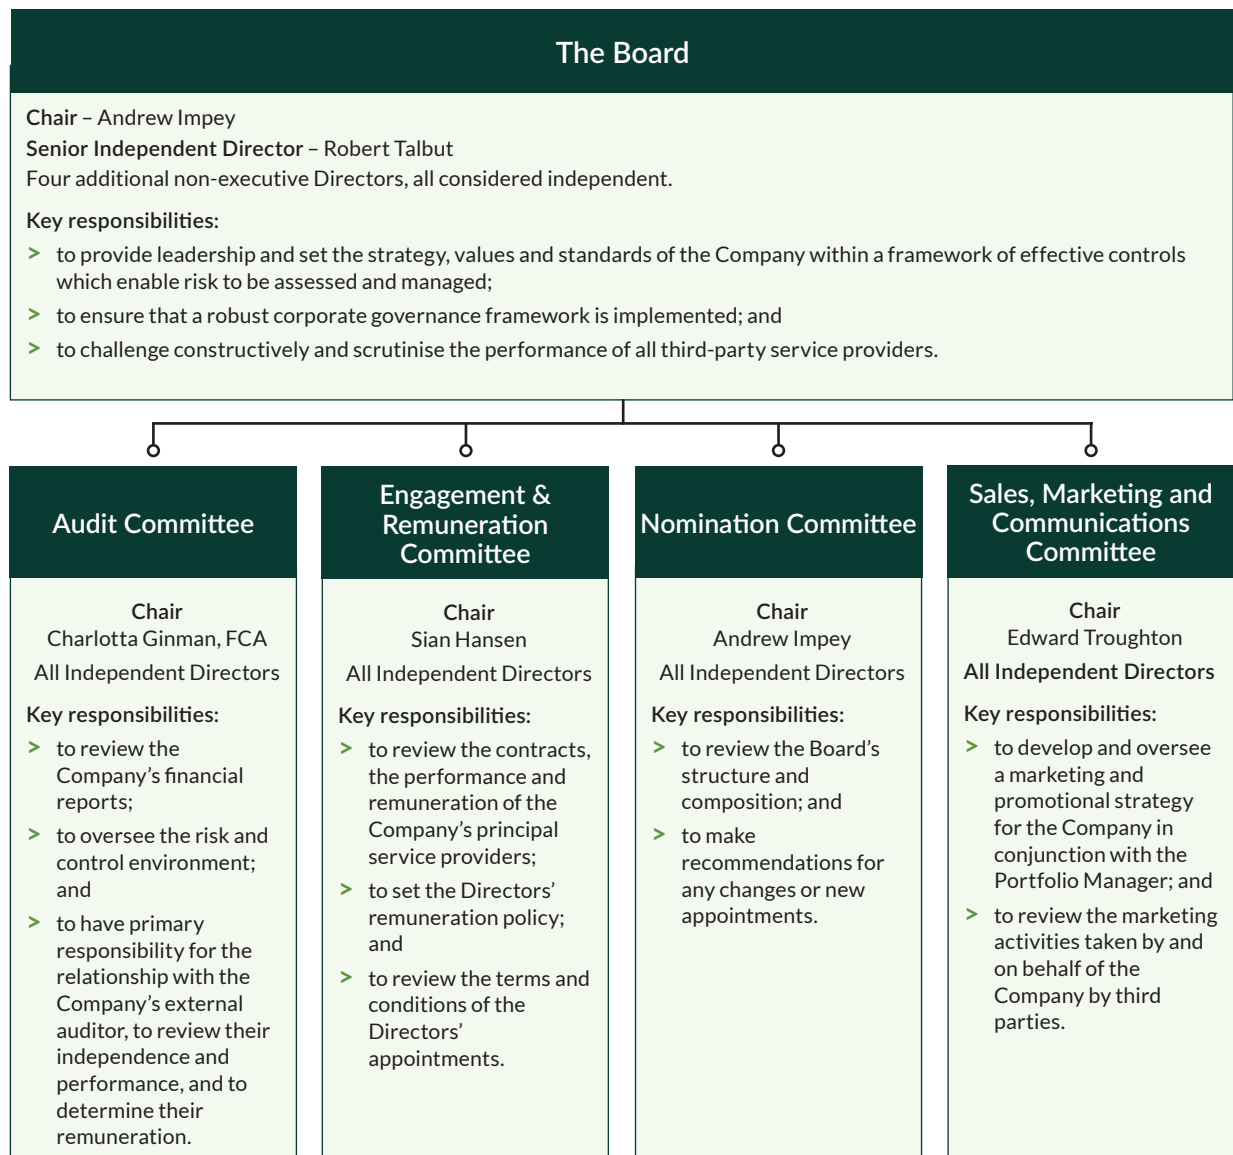 The Board
Chair – Andrew Impey
Senior Independent Director – Robert Talbut
Four additional non-executive Directors, all considered independent.
Key responsibilities:
> to provide leadership and set the strategy, values and standards of the Company within a framework of effective controls
which enable risk to be assessed and managed;
> to ensure that a robust corporate governance framework is implemented; and
> to challenge constructively and scrutinise the performance of all third-party service providers.
Audit Committee
Chair
Charlotta Ginman, FCA
All Independent Directors
Key responsibilities:
> to review the
Company’s financial
reports;
> to oversee the risk and
control environment;
and
> to have primary
responsibility for the
relationship with the
Company’s external
auditor, to review their
independence and
performance, and to
determine their
remuneration.
Engagement &
Remuneration
Committee
Chair
Sian Hansen
All Independent Directors
Key responsibilities:
> to review the contracts,
the performance and
remuneration of the
Company’s principal
service providers;
> to set the Directors’
remuneration policy;
and
> to review the terms and
conditions of the
Directors’
appointments.
Nomination Committee
Chair
Andrew Impey
All Independent Directors
Key responsibilities:
> to review the Board’s
structure and
composition; and
> to make
recommendations for
any changes or new
appointments.
Sales, Marketing and
Communications
Committee
Chair
Edward Troughton
All Independent Directors
Key responsibilities:
> to develop and oversee
a marketing and
promotional strategy
for the Company in
conjunction with the
Portfolio Manager; and
> to review the marketing
activities taken by and
on behalf of the
Company by third
parties.